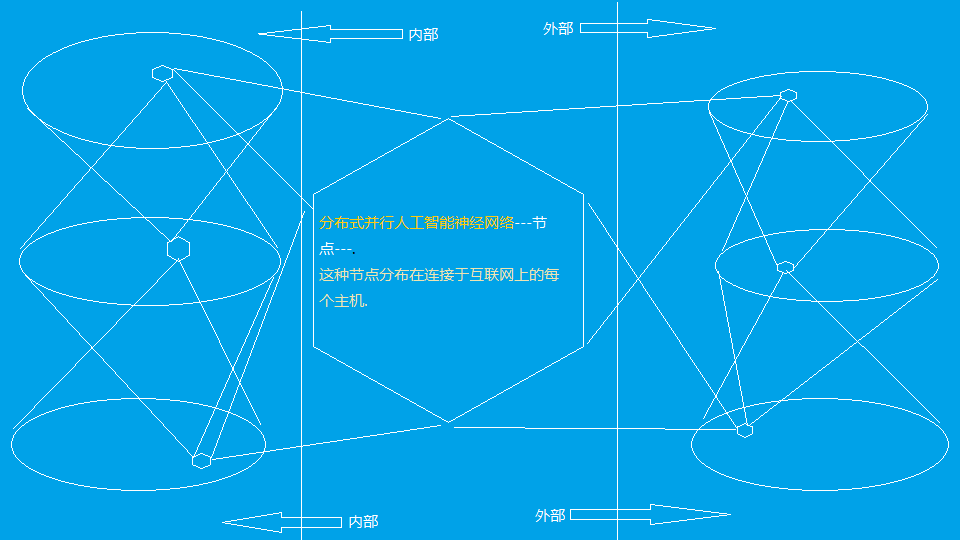 内部
外部
分布式并行人工智能神经网络---节
点---.
这种节点分布在连接于互联网上的每
个主机.
内部
外部